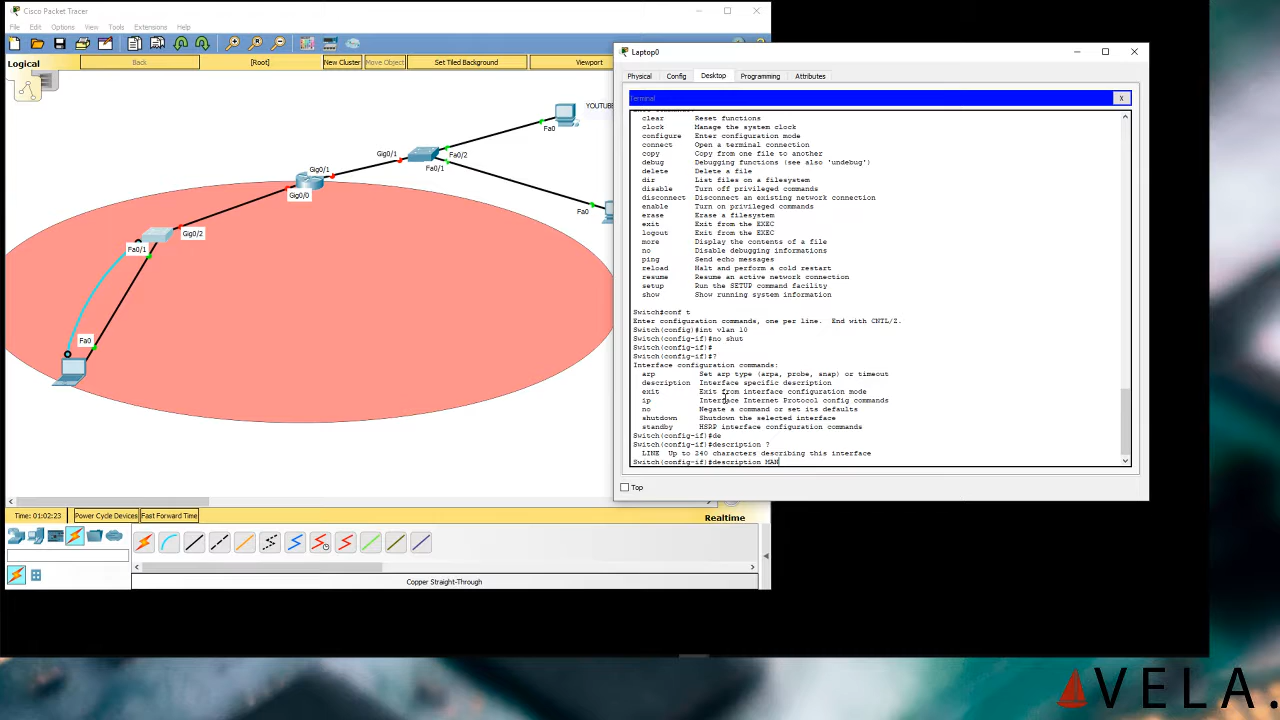 Cisco Packet Tracer
File Edit Options View Tools Extensions Help
Logical
Back
[Root]
New Cluster
Move Object
Set Tiled Background
Viewport
YOUTUBE
Fa0
Gig0/1
Fa0/2
Fa0/1
Gig0/1
Gig0/0
Fa0
Gig0/2
Fa0/1
Fa0
Time: 01:02:23
Power Cycle Devices
Fast Forward Time
Realtime
Copper Straight-Through
Laptop0
Physical Config Desktop Programming Attributes
Terminal
X
clear Reset functions
clock Manage the system clock
configure Enter configuration mode
connect Open a terminal connection
copy Copy from one file to another
debug Debugging functions (see also 'undebug')
delete Delete a file
dir List files on a filesystem
disable Turn off privileged commands
disconnect Disconnect an existing network connection
enable Turn on privileged commands
erase Erase a filesystem
exit Exit from the EXEC
logout Exit from the EXEC
more Display the contents of a file
no Disable debugging informations
ping Send echo messages
reload Halt and perform a cold restart
resume Resume an active network connection
setup Run the SETUP command facility
show Show running system information
Switch#conf t
Enter configuration commands, one per line. End with CNTL/Z.
Switch(config)#int vlan 10
Switch(config-if)#no shut
Switch(config-if)#
Switch(config-if)#?
Interface configuration commands:
arp Set arp type (arpa, probe, snap) or timeout
description Interface specific description
exit Exit from interface configuration mode
ip Interface Internet Protocol config commands
no Negate a command or set its defaults
shutdown Shutdown the selected interface
standby HSRP interface configuration commands
Switch(config-if)#de
Switch(config-if)#description ?
LINE Up to 240 characters describing this interface
Switch(config-if)#description MAN
Top
VELA.